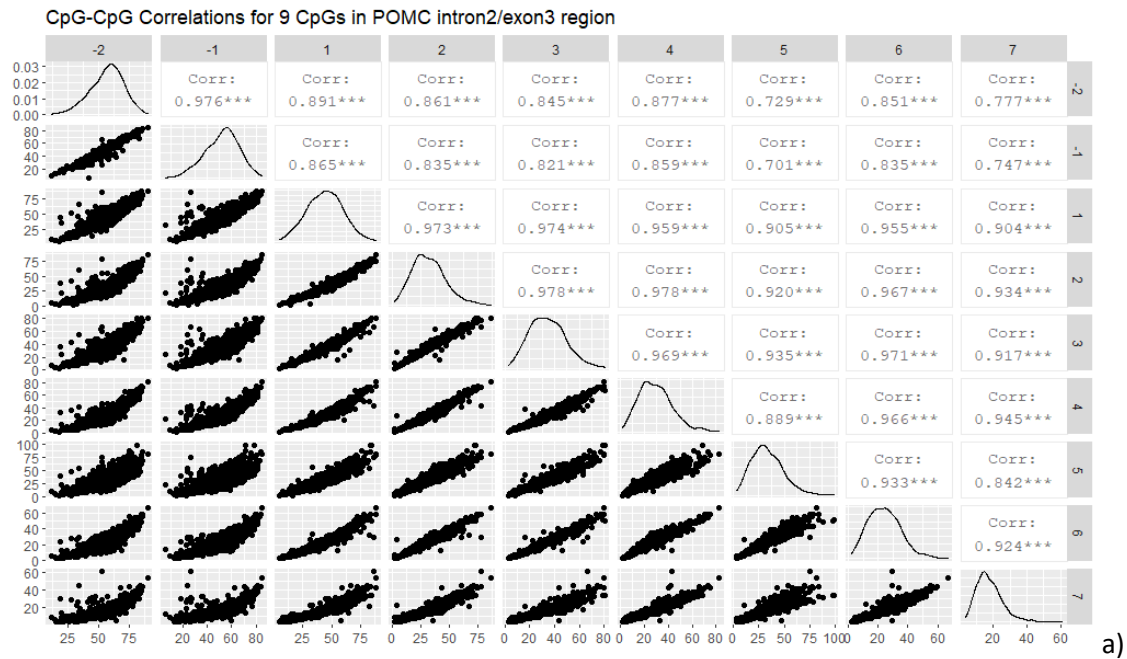 CpG-CpG Correlations for 9 CpGs in POMC intron2/exon3 region
-2 -1 1 2 3 4 5 6 7
0.03
0.02
0.01
0.00
Corr: Corr: Corr: Corr: Corr: Corr: Corr: Corr:
0.976*** 0.891*** 0.861*** 0.845*** 0.877*** 0.729*** 0.851*** 0.777***
-2
80
60
40
20
Corr: Corr: Corr: Corr: Corr: Corr: Corr:
0.865*** 0.835*** 0.821*** 0.859*** 0.701*** 0.835*** 0.747***
-1
75
50
25
Corr: Corr: Corr: Corr: Corr: Corr:
0.973*** 0.974*** 0.959*** 0.905*** 0.955*** 0.904***
1
75
50
25
0
Corr: Corr: Corr: Corr: Corr:
0.978*** 0.978*** 0.920*** 0.967*** 0.934***
2
80
60
40
20
0
Corr: Corr: Corr: Corr:
0.969*** 0.935*** 0.971*** 0.917***
3
80
60
40
20
0
Corr: Corr: Corr:
0.889*** 0.966*** 0.945***
4
100
75
50
25
0
Corr: Corr:
0.933*** 0.842***
5
60
40
20
0
Corr:
0.924***
6
60
40
20
7
25 50 75 20 40 60 80 25 50 75 0 25 50 75 0 20 40 60 80 0 20 40 60 80 0 25 50 75 100 0 20 40 60 20 40 60
a)